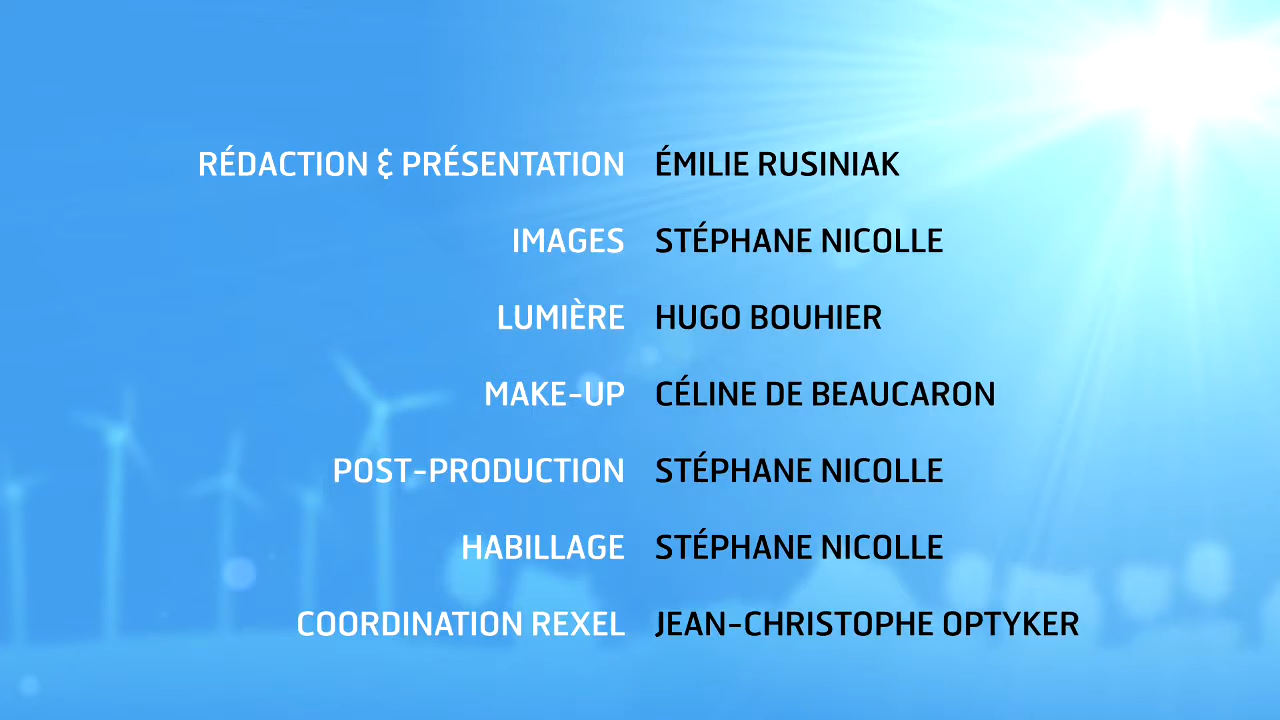 RÉDACTION & PRÉSENTATION ÉMILIE RUSINIAK
IMAGES STÉPHANE NICOLLE
LUMIÈRE HUGO BOUHIER
MAKE-UP CÉLINE DE BEAUCARON
POST-PRODUCTION STÉPHANE NICOLLE
HABILLAGE STÉPHANE NICOLLE
COORDINATION REXEL JEAN-CHRISTOPHE OPTYKER